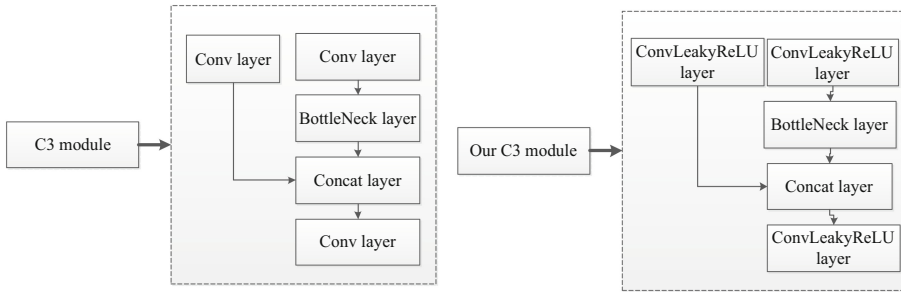 C3 module
Conv layer
Conv layer
BottleNeck layer
Concat layer
Conv layer
Our C3 module
ConvLeakyReLU
layer
ConvLeakyReLU
layer
BottleNeck layer
Concat layer
ConvLeakyReLU
layer